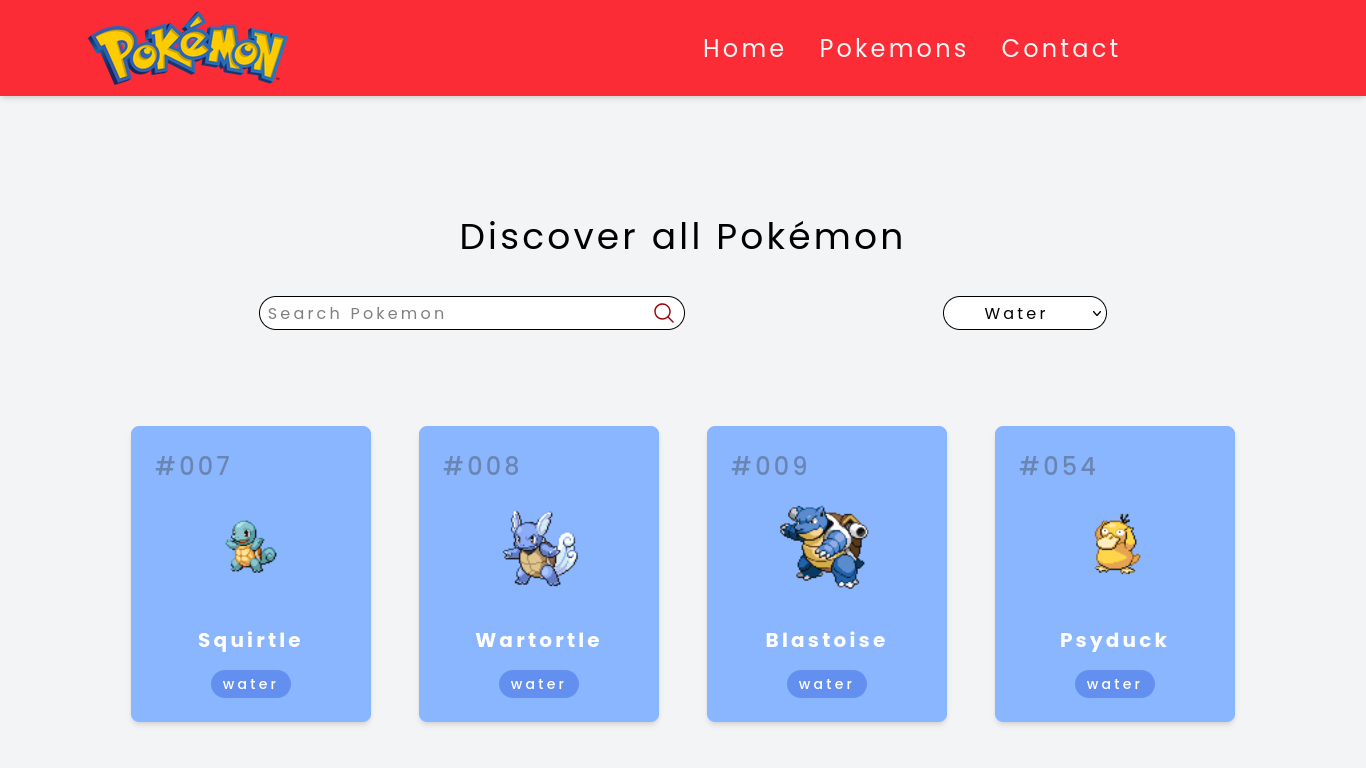 POKéMON
Home Pokemons Contact
Discover all Pokémon
Search Pokemon
Water
#007 #008 #009 #054
Squirtle Wartortle Blastoise Psyduck
water water water water